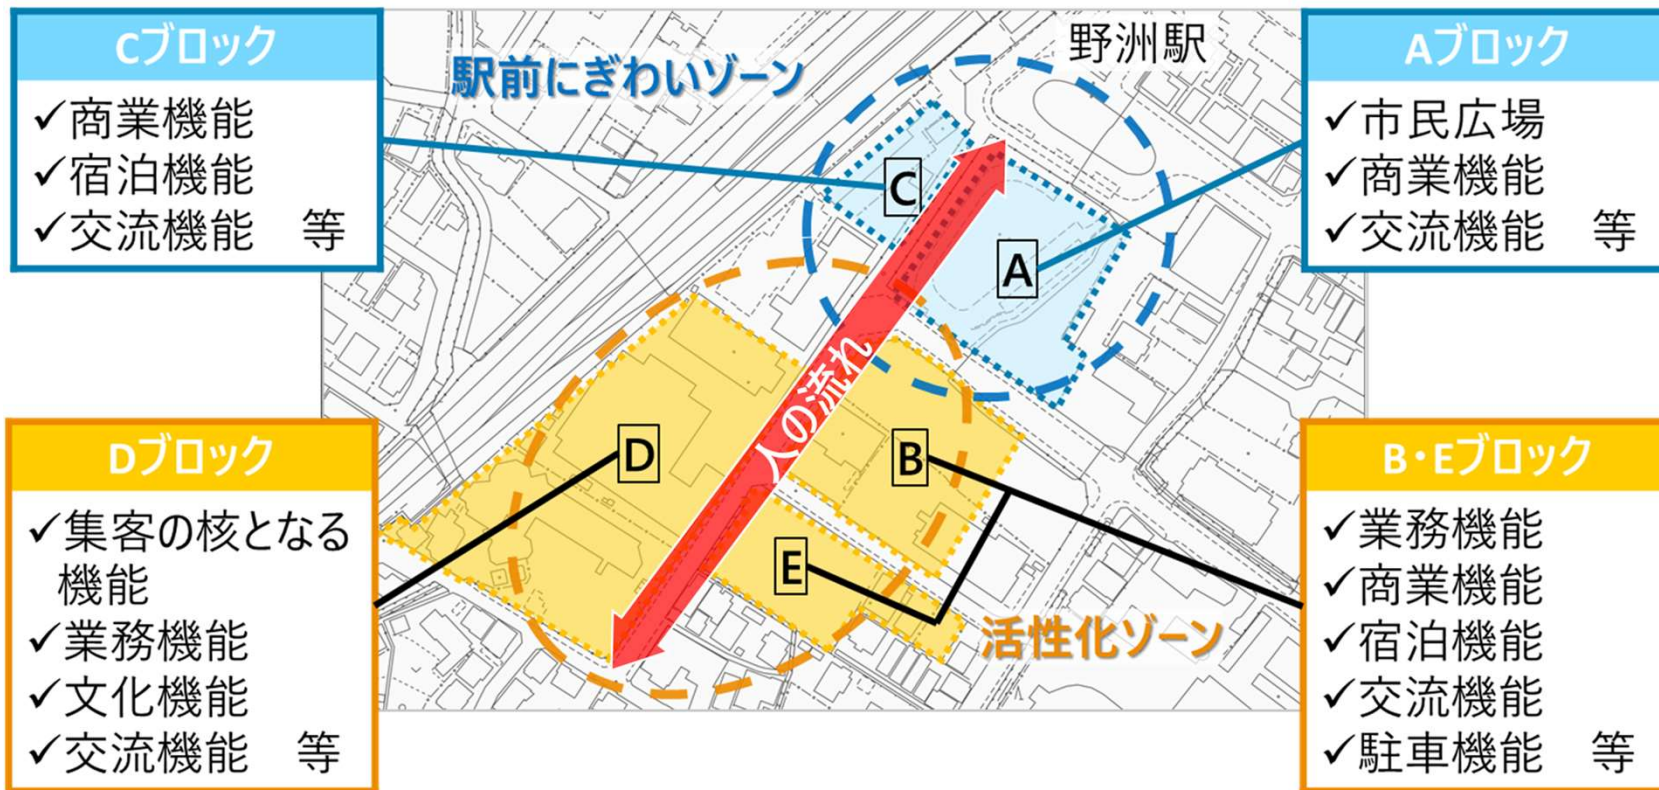 Cブロック
✓商業機能
✓宿泊機能
✓交流機能　等
駅前にぎわいゾーン
野洲駅
Aブロック
✓市民広場
✓商業機能
✓交流機能　等
C
A
人の流れ
D
B
E
活性化ゾーン
Dブロック
✓集客の核となる
機能
✓業務機能
✓文化機能
✓交流機能　等
B・Eブロック
✓業務機能
✓商業機能
✓宿泊機能
✓交流機能
✓駐車機能　等